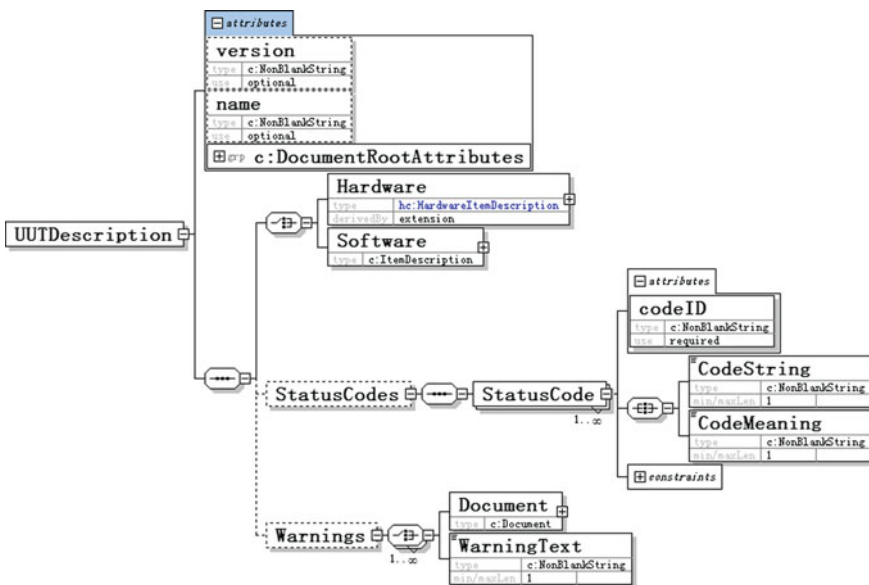 attributes
version
type c:NonBlankString
use optional
name
type c:NonBlankString
use optional
grp c:DocumentRootAttributes
Hardware
type hc:HardwareItemDescription
derivedBy extension
UUTDescription
Software
type c:ItemDescription
attributes
codeID
type c:NonBlankString
use required
CodeString
type c:NonBlankString
min/maxLen 1
StatusCodes
StatusCode
1..∞
CodeMeaning
type c:NonBlankString
min/maxLen 1
constraints
Document
type c:Document
Warnings
1..∞
WarningText
type c:NonBlankString
min/maxLen 1